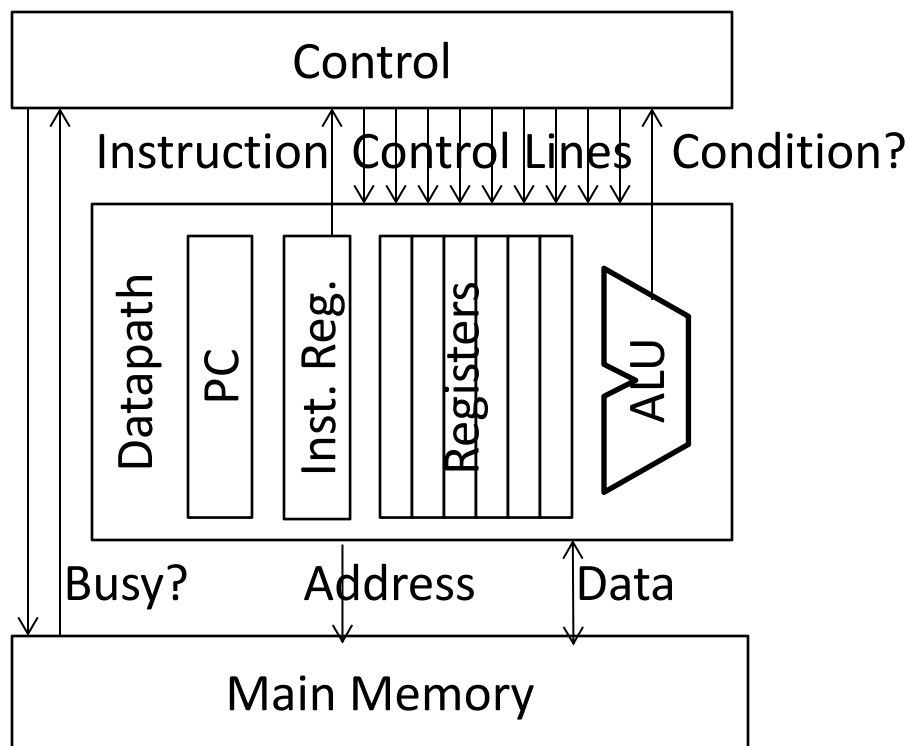 Control
Instruction
Control Lines
Condition?
Datapath
PC
Inst. Reg.
Registers
ALU
Busy?
Address
Data
Main Memory